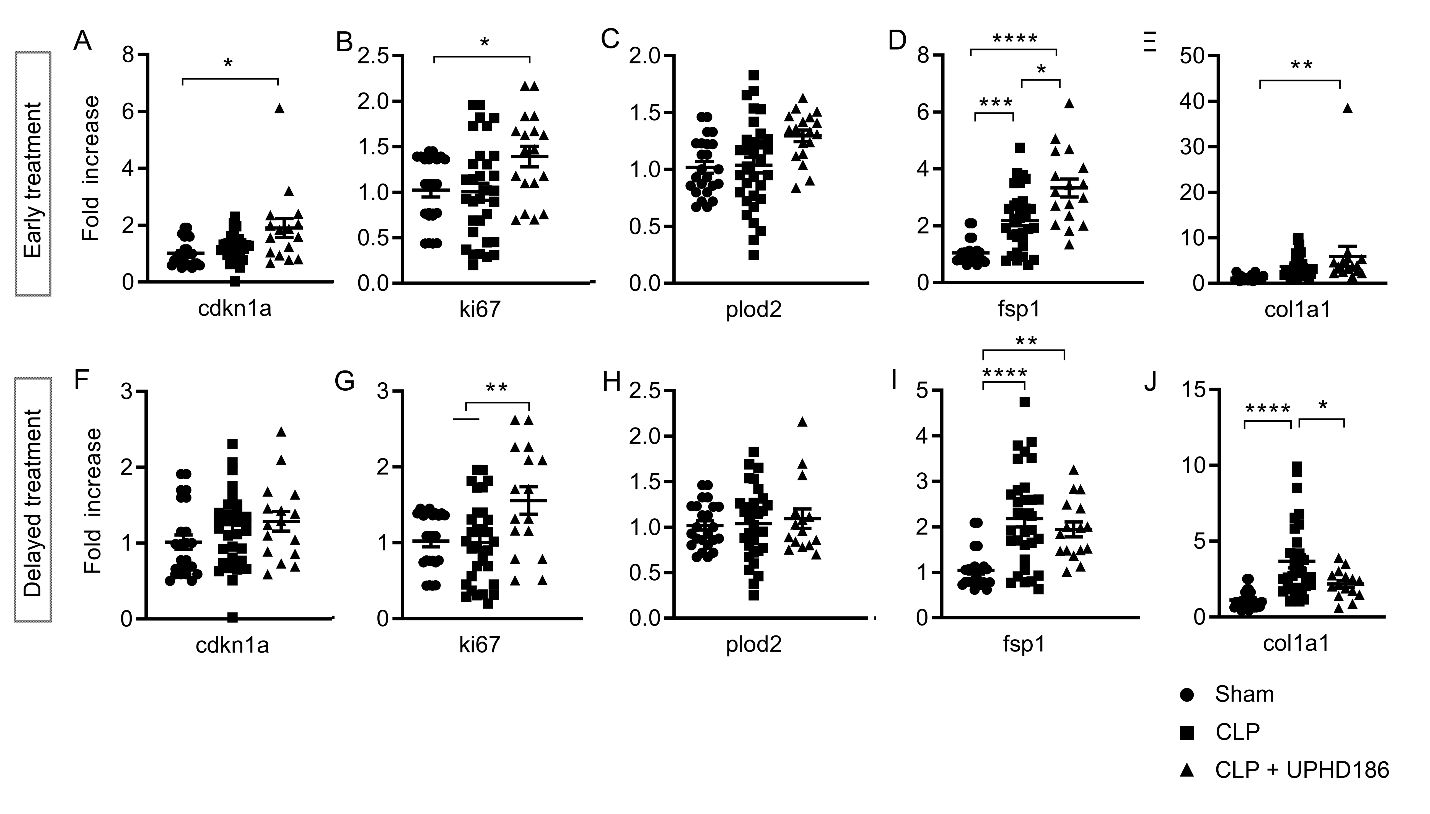 A
B
C
D
E
Early treatment
Fold increase
8
6
4
2
0
*
cdkn1a
2.5
2.0
1.5
1.0
0.5
0.0
*
ki67
2.0
1.5
1.0
0.5
0.0
plod2
8
6
4
2
0
****
*
***
fsp1
50
40
30
20
10
0
**
col1a1
F
G
H
I
J
Delayed treatment
Fold increase
3
2
1
0
cdkn1a
3
2
1
0
**
ki67
2.5
2.0
1.5
1.0
0.5
0.0
plod2
5
4
3
2
1
0
**
****
fsp1
15
10
5
0
****
*
col1a1
Sham
CLP
CLP + UPHD186